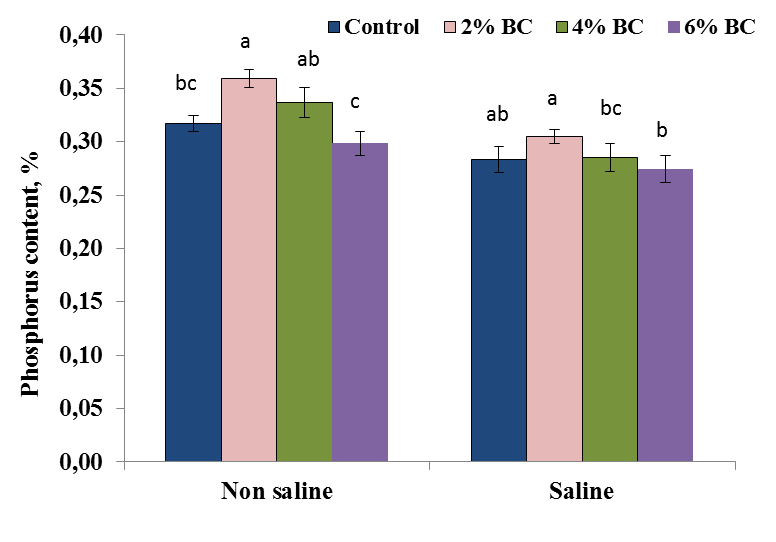 Control 2% BC 4% BC 6% BC
Phosphorus content, %
0,40
0,35
0,30
0,25
0,20
0,15
0,10
0,05
0,00
bc a ab c
ab a bc b
Non saline Saline